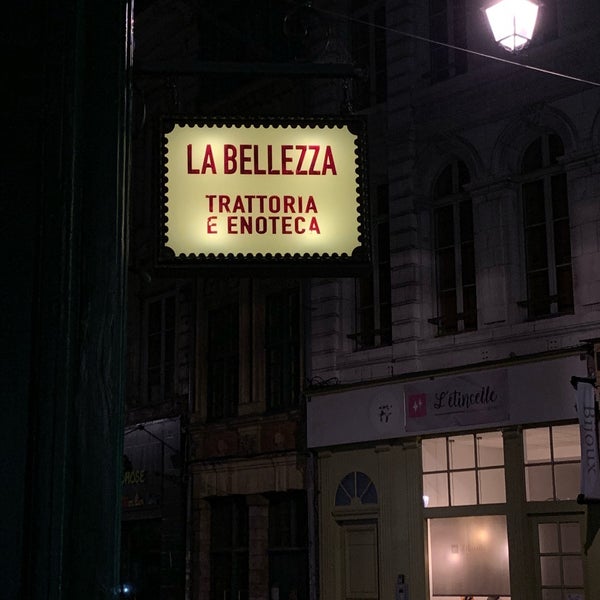 LA BELLEZZA
TRATTORIA
E ENOTECA
L'étincelle
Bijoux